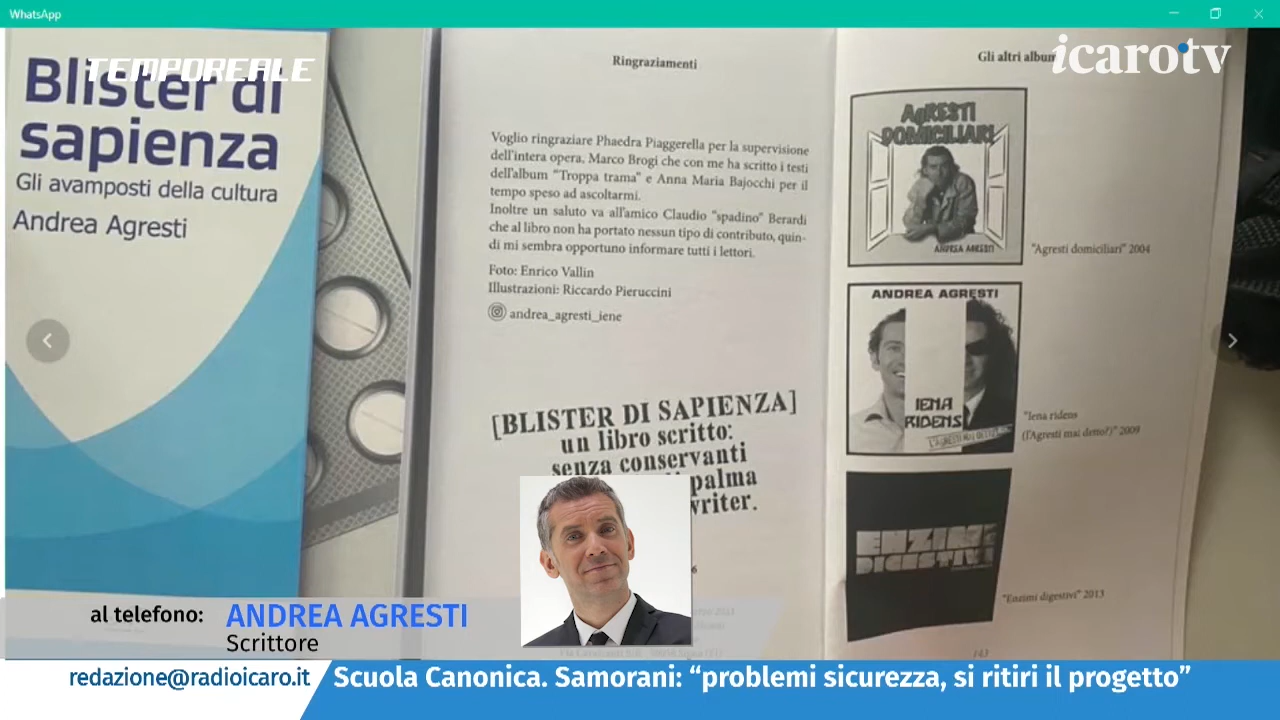 WhatsApp
TEMPOREALE
icarotv
Blister di
sapienza
Gli avamposti della cultura
Andrea Agresti
Ringraziamenti
Voglio ringraziare Phaedra Piaggerella per la supervisione
dell'intera opera, Marco Brogi che con me ha scritto i testi
dell'album "Troppa trama" e Anna Maria Bajocchi per il
tempo speso ad ascoltarmi.
Inoltre un saluto va all'amico Claudio "spadino" Berardi
che al libro non ha portato nessun tipo di contributo, quin-
di mi sembra opportuno informare tutti i lettori.
Foto: Enrico Vallin
Illustrazioni: Riccardo Pieruccini
andrea_agresti_iene
[BLISTER DI SAPIENZA]
un libro scritto:
senza conservanti
palma
writer.
Gli altri album
AgRESTI
DOMICILIARI
ANDREA AGRESTI
"Agresti domiciliari" 2004
ANDREA AGRESTI
IENA
RIDENS
"Iena ridens
(l'Agresti mai detto?)" 2009
ENZIMI
DIGESTIVI
"Enzimi digestivi" 2013
143
al telefono: ANDREA AGRESTI
Scrittore
redazione@radioicaro.it
Scuola Canonica. Samorani: “problemi sicurezza, si ritiri il progetto”